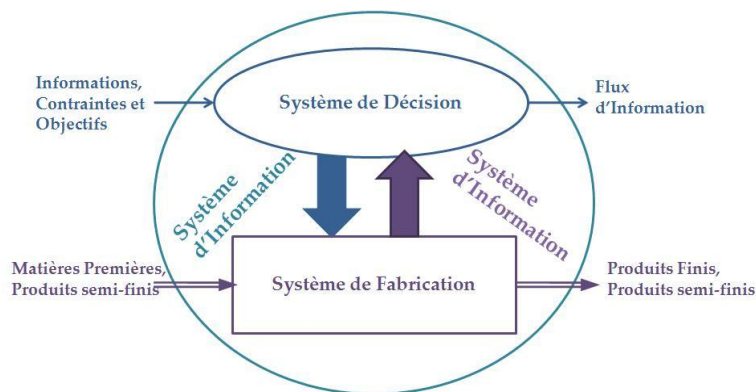 Informations,
Contraintes et
Objectifs
Système de Décision
Flux
d'Information
Système
d'Information
Système
d'Information
Matières Premières,
Produits semi-finis
Système de Fabrication
Produits Finis,
Produits semi-finis